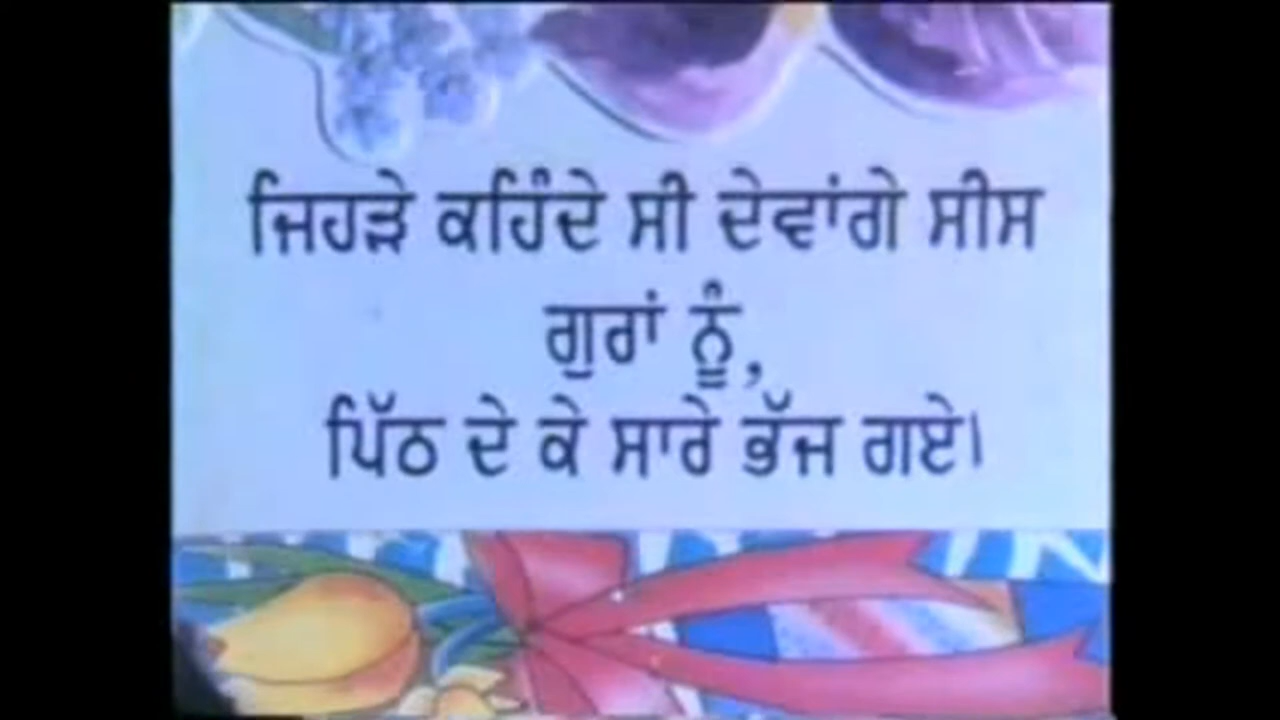 ਜਿਹੜੇ ਕਹਿੰਦੇ ਸੀ ਦੇਵਾਂਗੇ ਸੀਸ
ਗੁਰਾਂ ਨੂੰ,
ਪਿੱਠ ਦੇ ਕੇ ਸਾਰੇ ਭੱਜ ਗਏ।